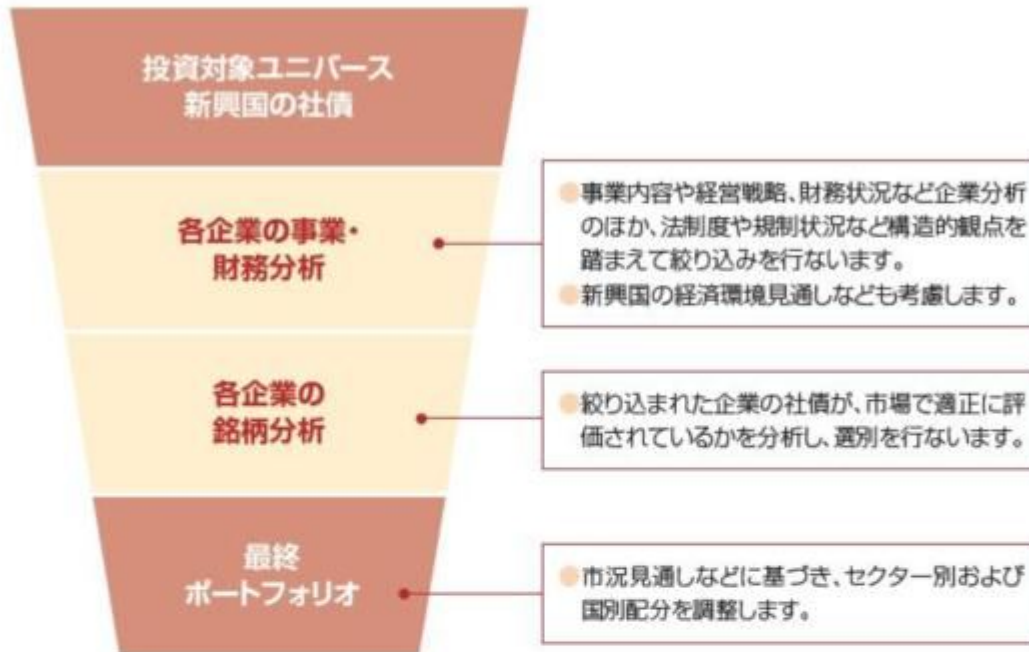 投資対象ユニバース
新興国の社債
各企業の事業・
財務分析
●事業内容や経営戦略、財務状況など企業分析
のほか、法制度や規制状況など構造的観点を
踏まえて絞り込みを行ないます。
●新興国の経済環境見通しなども考慮します。
各企業の
銘柄分析
●絞り込まれた企業の社債が、市場で適正に評
価されているかを分析し、選別を行ないます。
最終
ポートフォリオ
●市況見通しなどに基づき、セクター別および
国別配分を調整します。